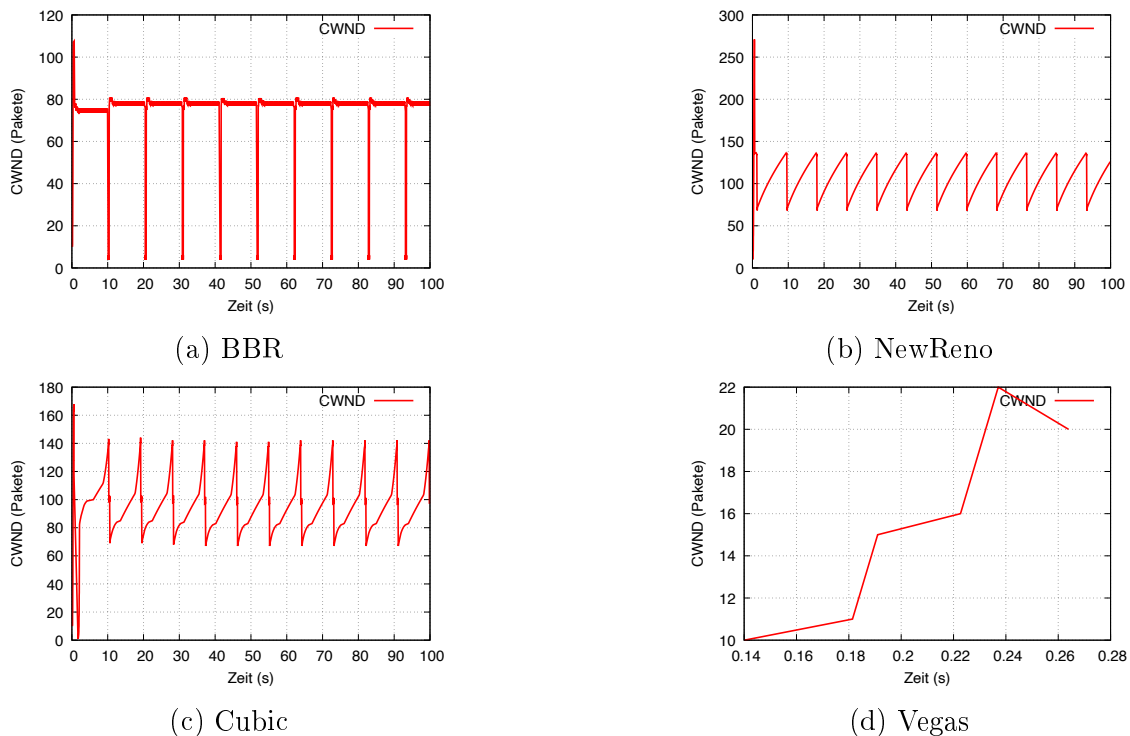 120
100
80
60
40
20
0
CWND (Pakete)
CWND
0 10 20 30 40 50 60 70 80 90 100
Zeit (s)
(a) BBR
300
250
200
150
100
50
0
CWND (Pakete)
CWND
0 10 20 30 40 50 60 70 80 90 100
Zeit (s)
(b) NewReno
180
160
140
120
100
80
60
40
20
0
CWND (Pakete)
CWND
0 10 20 30 40 50 60 70 80 90 100
Zeit (s)
(c) Cubic
22
20
18
16
14
12
10
CWND (Pakete)
CWND
0.14 0.16 0.18 0.2 0.22 0.24 0.26 0.28
Zeit (s)
(d) Vegas